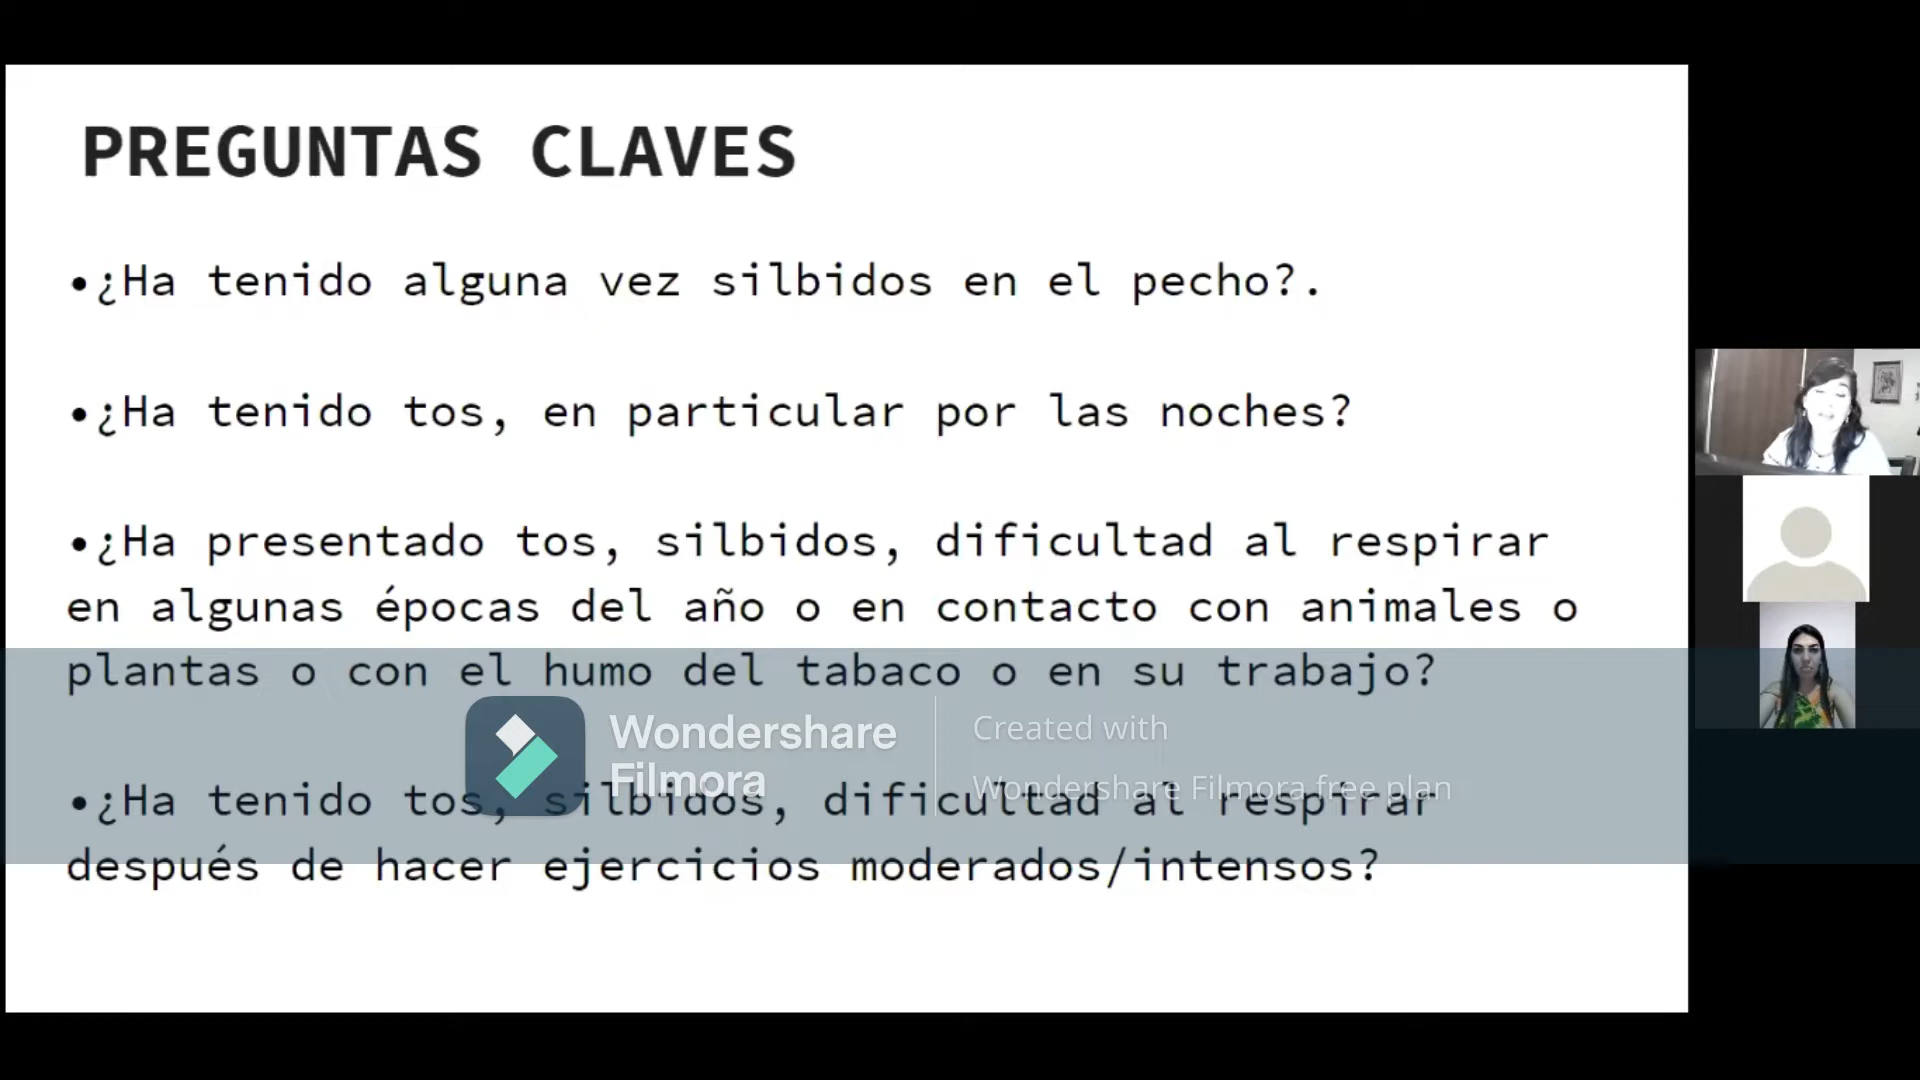 PREGUNTAS CLAVES
•¿Ha tenido alguna vez silbidos en el pecho?.
•¿Ha tenido tos, en particular por las noches?
•¿Ha presentado tos, silbidos, dificultad al respirar
en algunas épocas del año o en contacto con animales o
plantas o con el humo del tabaco o en su trabajo?
Wondershare
Filmora
Created with
Wondershare Filmora free plan
•¿Ha tenido tos, silbidos, dificultad al respirar
después de hacer ejercicios moderados/intensos?